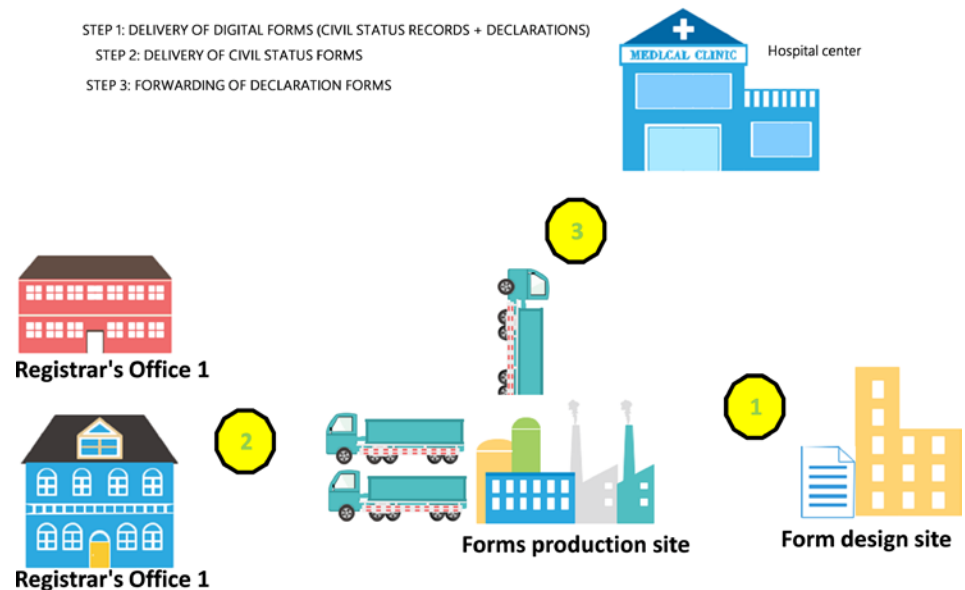 STEP 1: DELIVERY OF DIGITAL FORMS (CIVIL STATUS RECORDS + DECLARATIONS)
STEP 2: DELIVERY OF CIVIL STATUS FORMS
STEP 3: FORWARDING OF DECLARATION FORMS
MEDLCAL CLINIC
Hospital center
3
Registrar's Office 1
2
1
Forms production site
Form design site
Registrar's Office 1